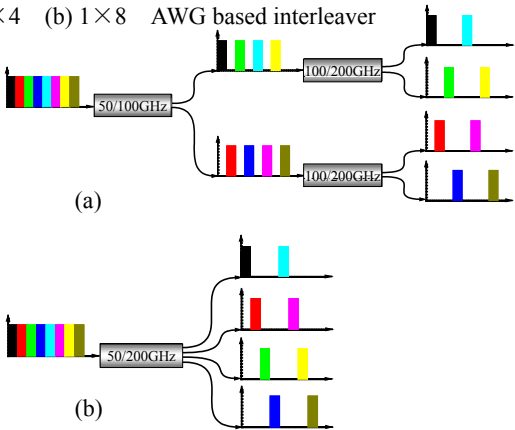 ×4 (b) 1×8 AWG based interleaver
50/100GHz
100/200GHz
100/200GHz
(a)
50/200GHz
(b)